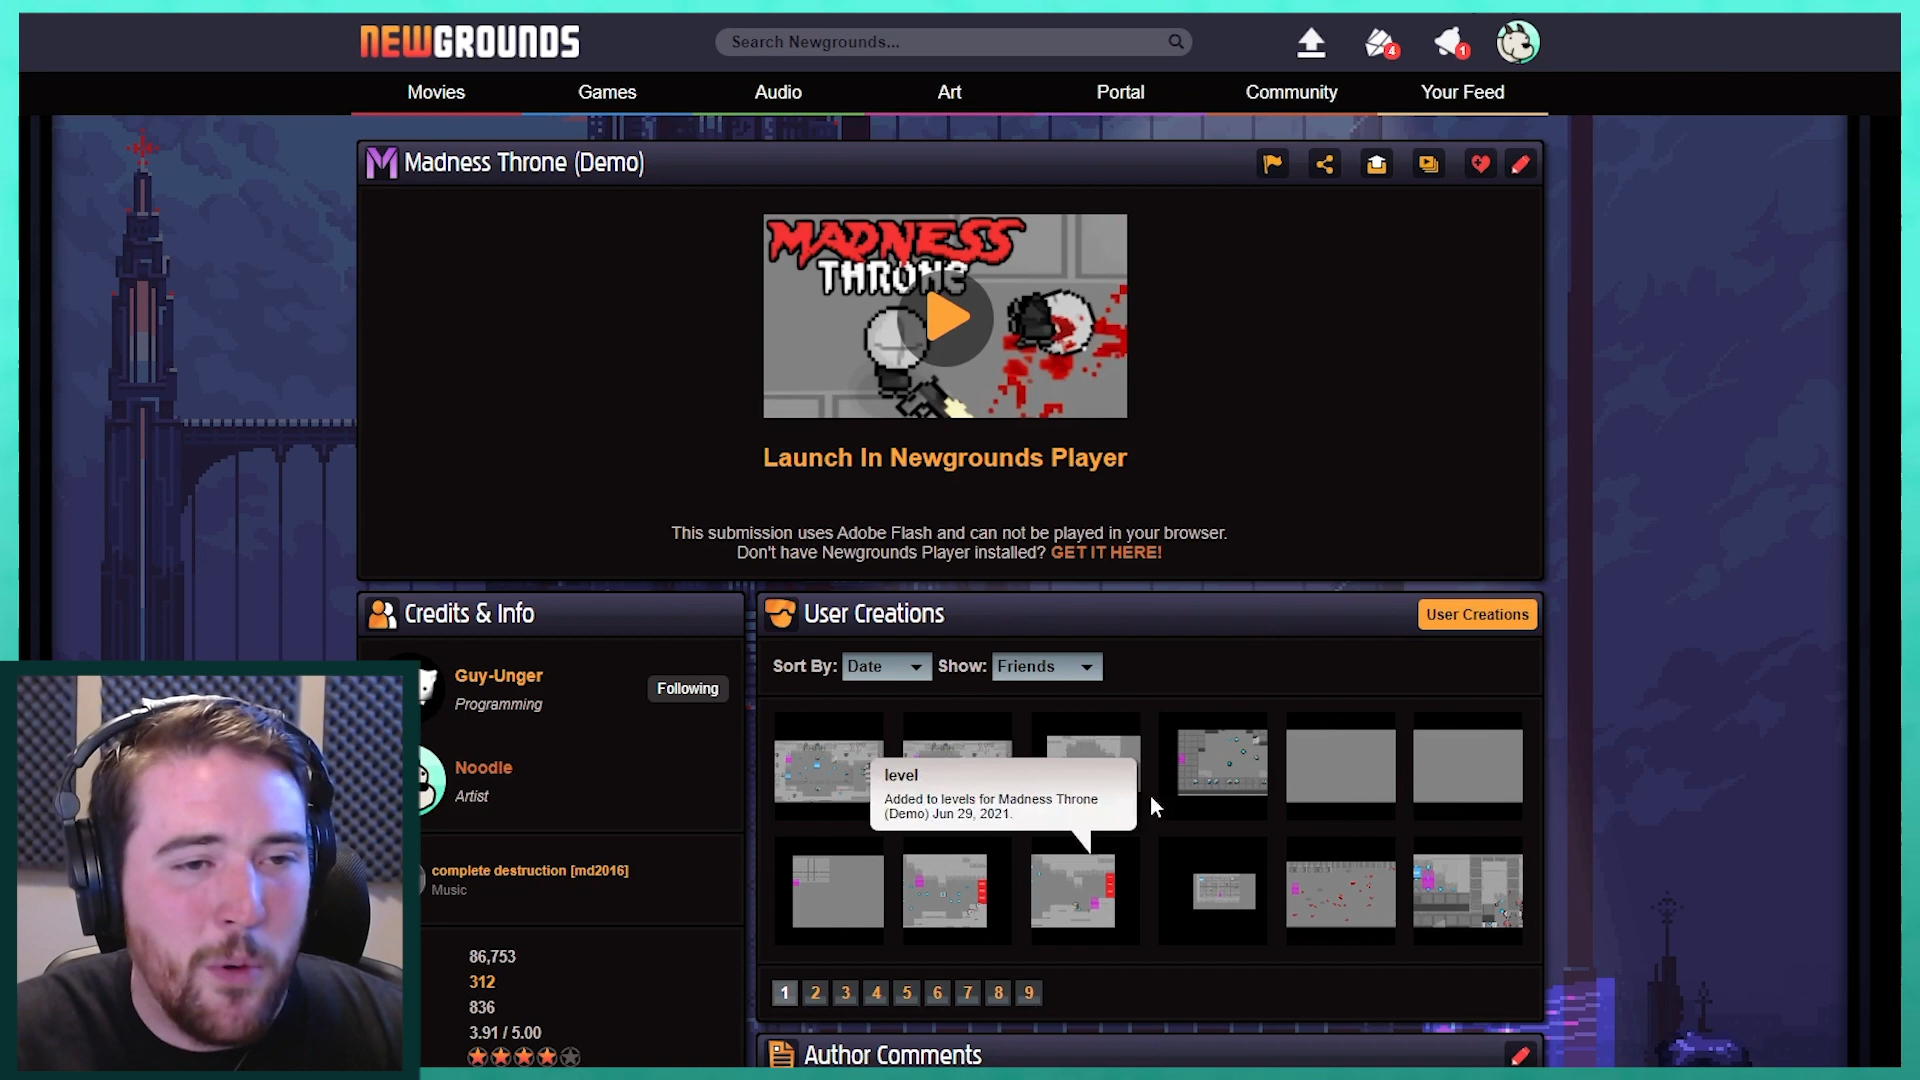 NEWGROUNDS
Search Newgrounds...
4
1
Movies
Games
Audio
Art
Portal
Community
Your Feed
Madness Throne (Demo)
MADNESS
THRONE
Launch In Newgrounds Player
This submission uses Adobe Flash and can not be played in your browser.
Don't have Newgrounds Player installed? GET IT HERE!
Credits & Info
Guy-Unger
Programming
Following
Noodle
Artist
complete destruction [md2016]
Music
86,753
312
836
3.91 / 5.00
User Creations
User Creations
Sort By: Date Show: Friends
level
Added to levels for Madness Throne
(Demo) Jun 29, 2021.
1 2 3 4 5 6 7 8 9
Author Comments